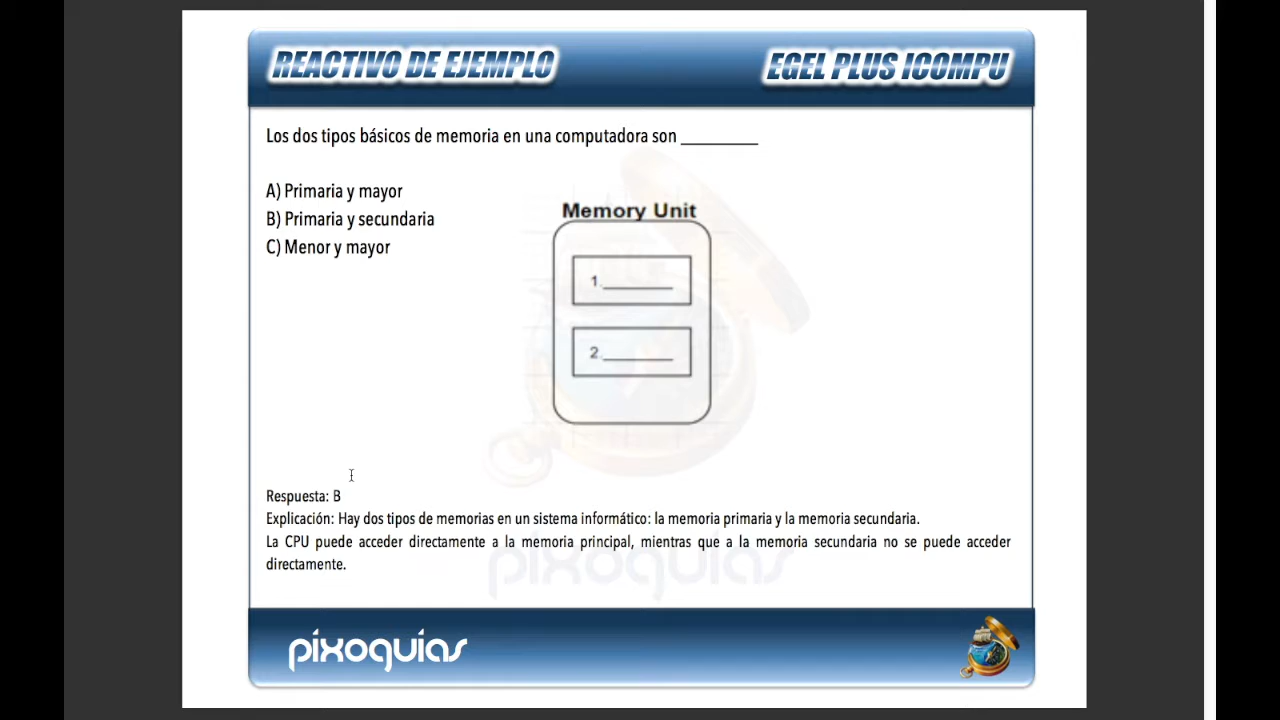 REACTIVO DE EJEMPLO
EGEL PLUS ICOMPU
Los dos tipos básicos de memoria en una computadora son _________
A) Primaria y mayor
B) Primaria y secundaria
C) Menor y mayor
Memory Unit
1.________
2.________
Respuesta: B
Explicación: Hay dos tipos de memorias en un sistema informático: la memoria primaria y la memoria secundaria.
La CPU puede acceder directamente a la memoria principal, mientras que a la memoria secundaria no se puede acceder
directamente.
pixoguías
pixoguías